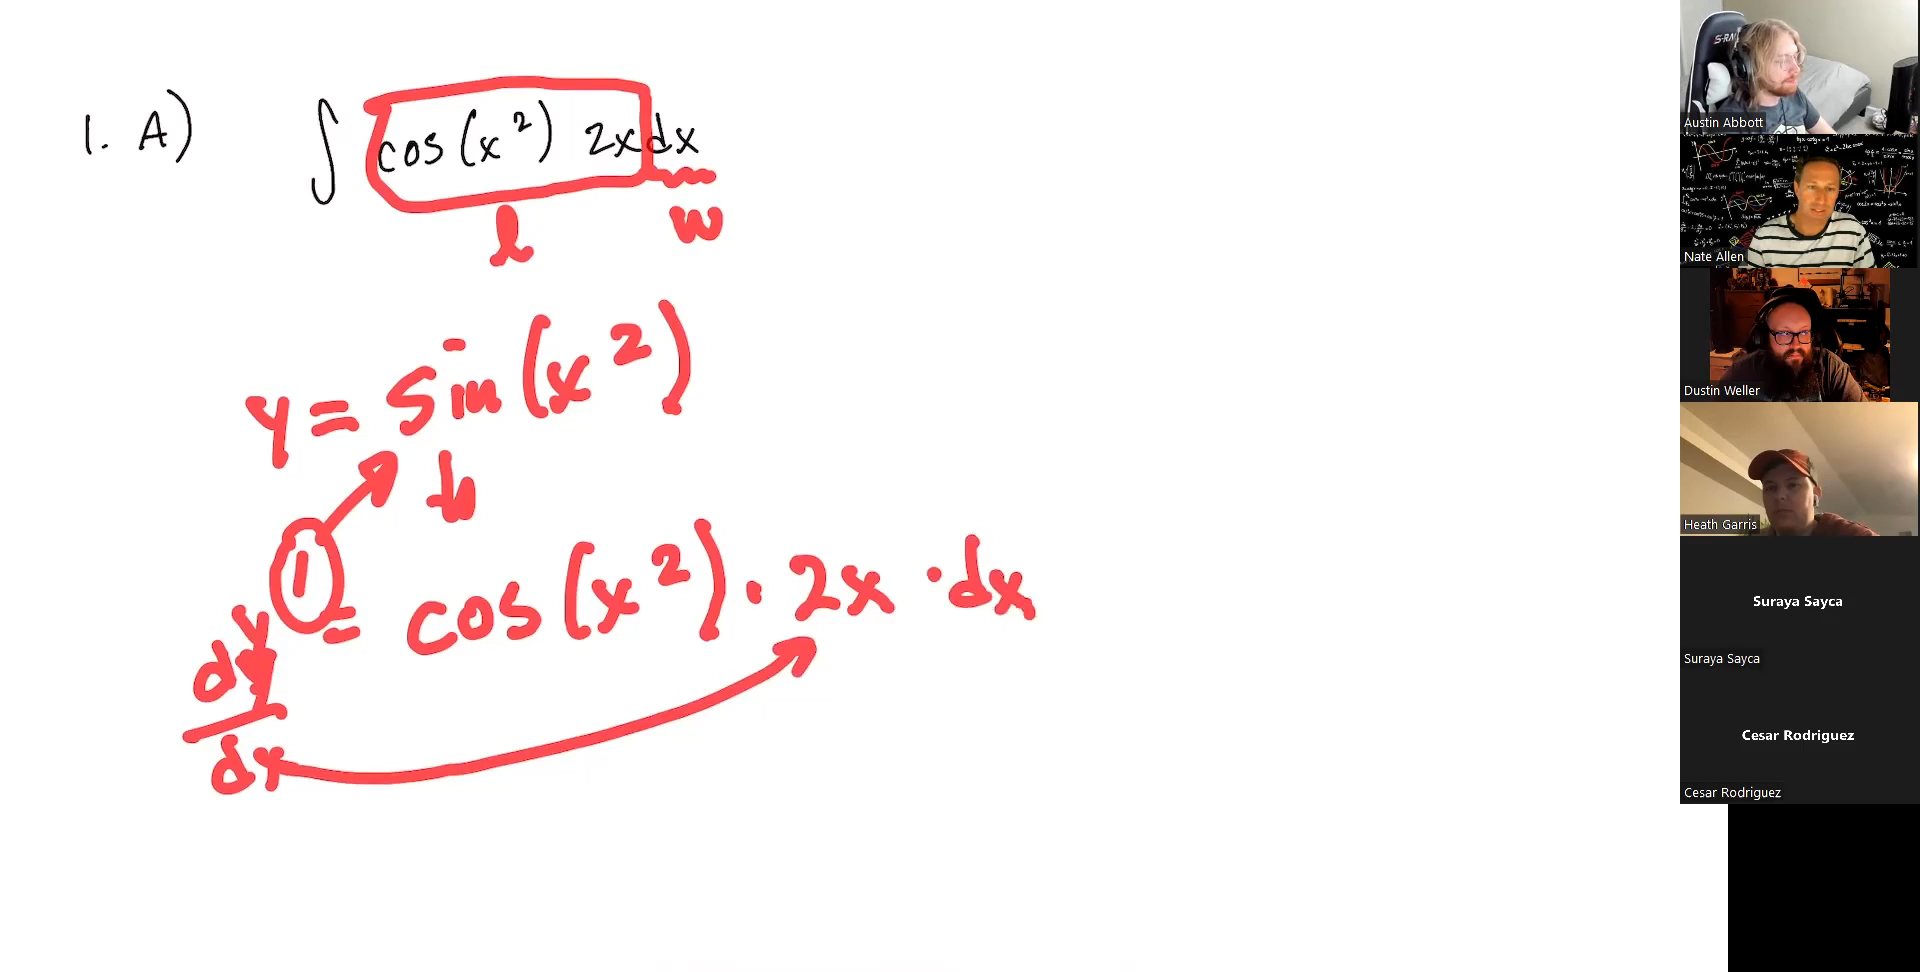 1. A) ∫ cos(x²) 2x dx
l w
y = sin(x²)
1 = cos(x²) · 2x · dx
dy
dx
Austin Abbott
Nate Allen
Dustin Weller
Heath Garris
Suraya Sayca
Suraya Sayca
Cesar Rodriguez
Cesar Rodriguez